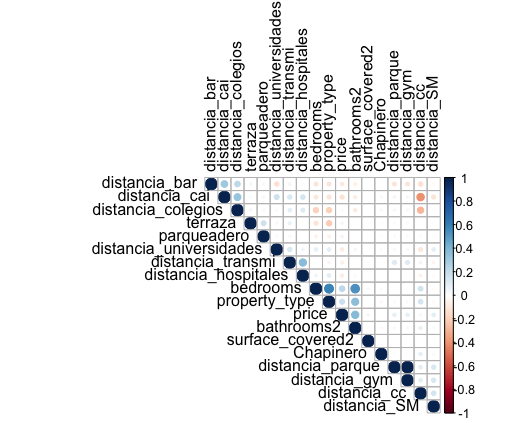 distancia_bar
distancia_cai
distancia_colegios
terraza
parqueadero
distancia_universidades
distancia_transmi
distancia_hospitales
bedrooms
property_type
price
bathrooms2
surface_covered2
Chapinero
distancia_parque
distancia_gym
distancia_cc
distancia_SM
distancia_bar
distancia_cai
distancia_colegios
terraza
parqueadero
distancia_universidades
distancia_transmi
distancia_hospitales
bedrooms
property_type
price
bathrooms2
surface_covered2
Chapinero
distancia_parque
distancia_gym
distancia_cc
distancia_SM
1
0.8
0.6
0.4
0.2
0
-0.2
-0.4
-0.6
-0.8
-1